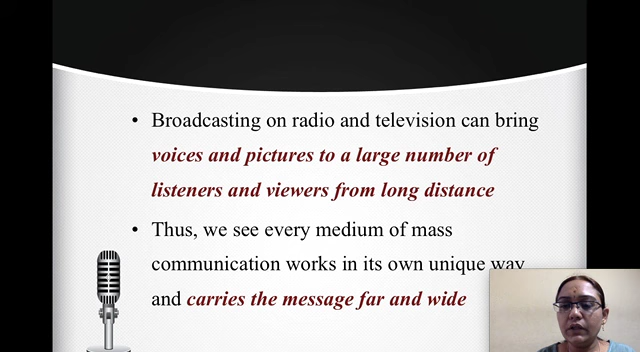 • Broadcasting on radio and television can bring
voices and pictures to a large number of
listeners and viewers from long distance
• Thus, we see every medium of mass
communication works in its own unique way
and carries the message far and wide